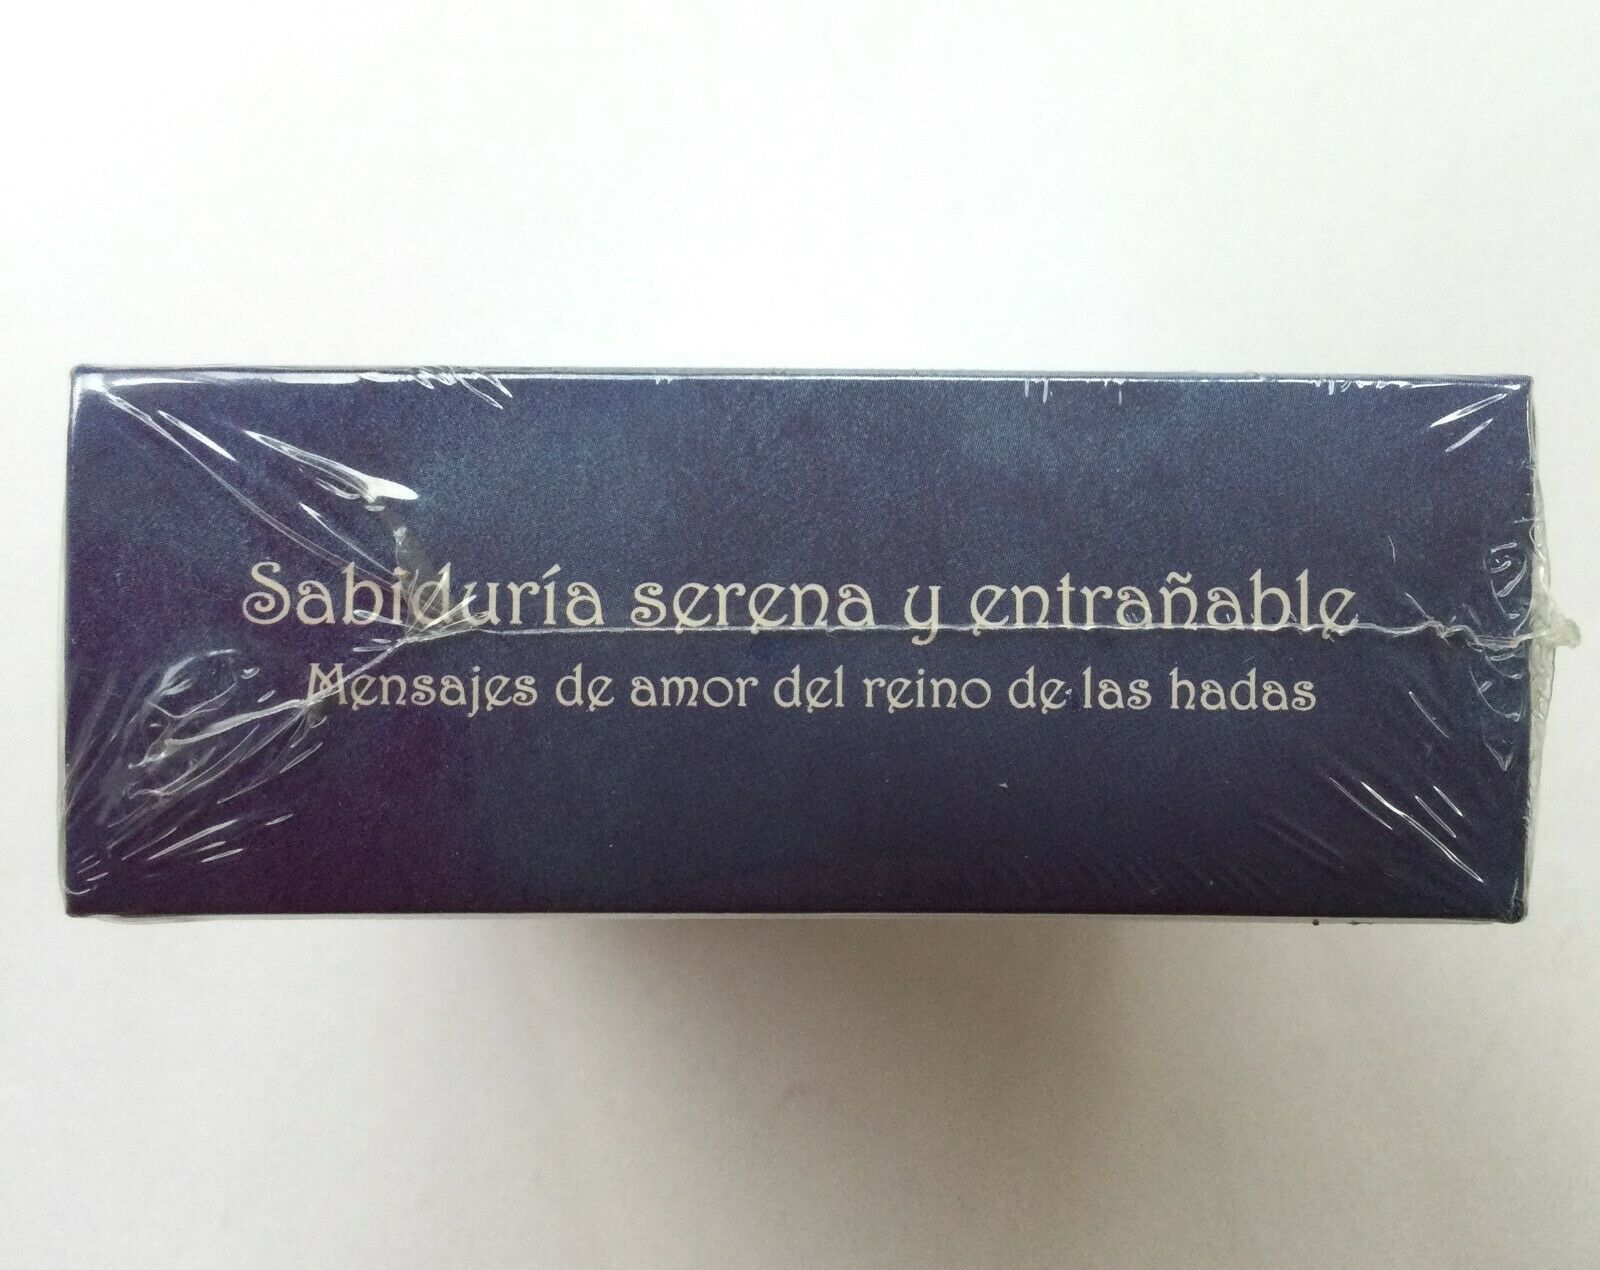 Sabiduría serena y entrañable
Mensajes de amor del reino de las hadas